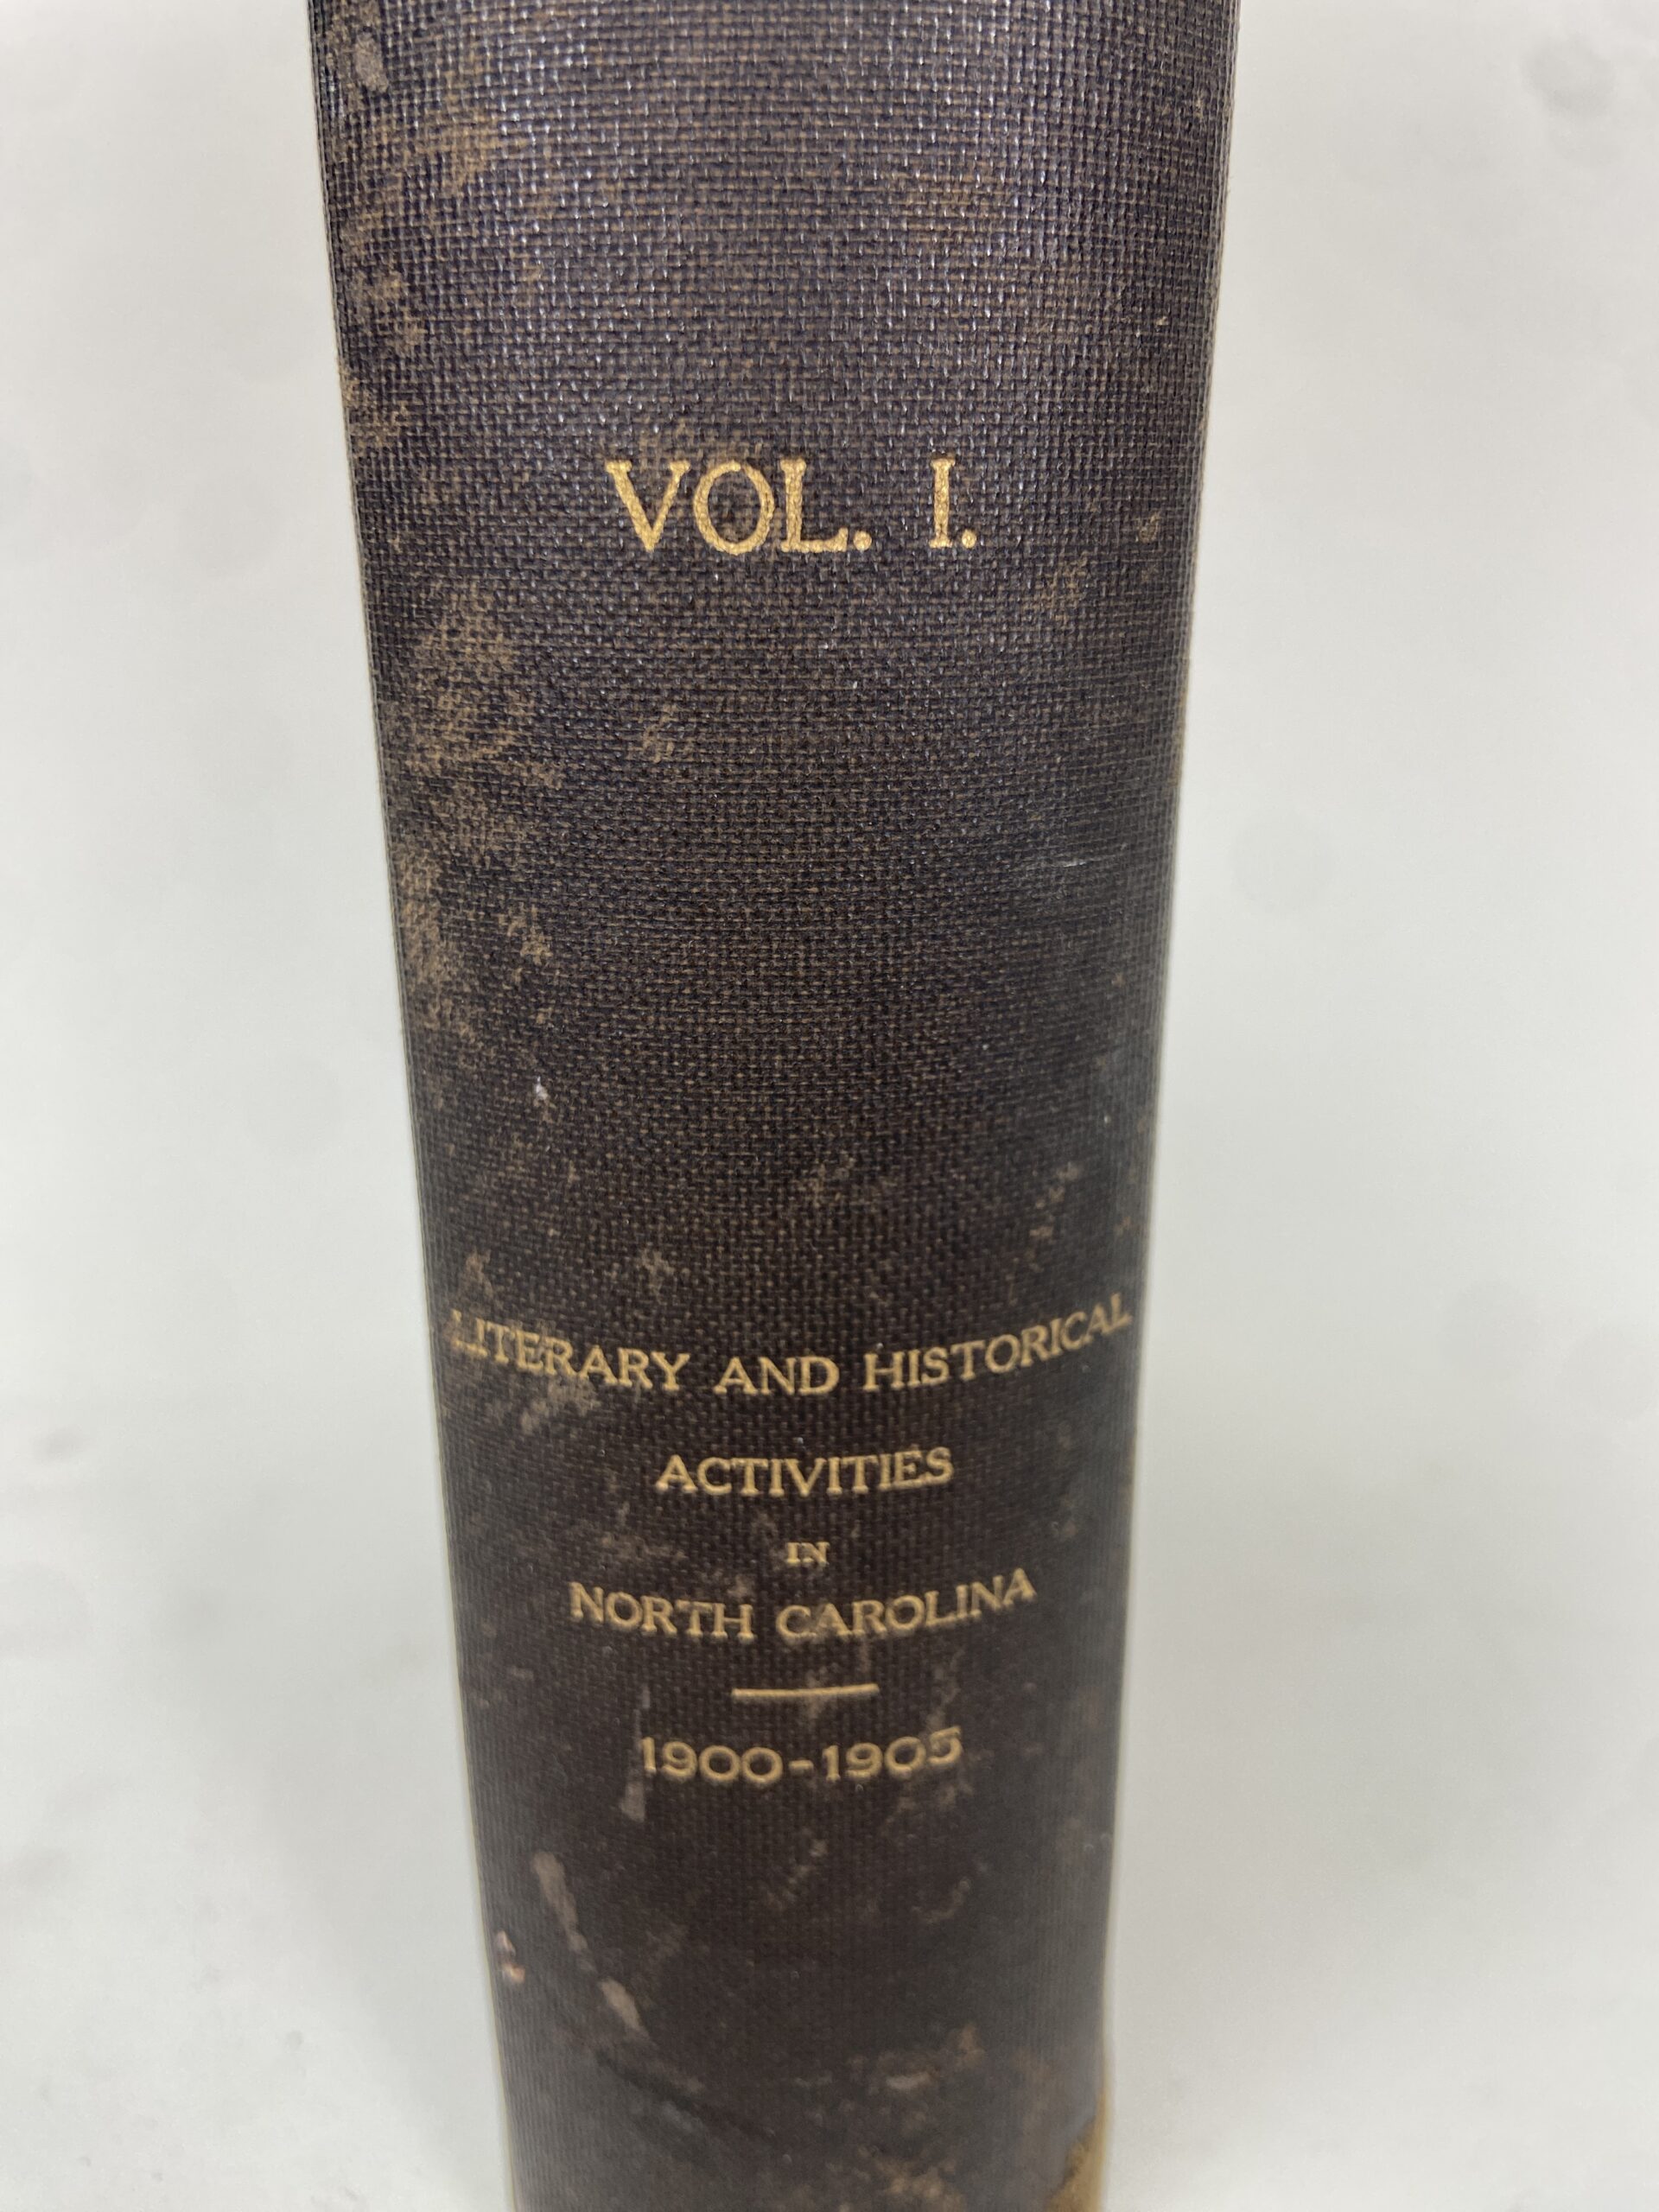 VOL. I.
LITERARY AND HISTORICAL
ACTIVITIES
IN
NORTH CAROLINA
1900-1905